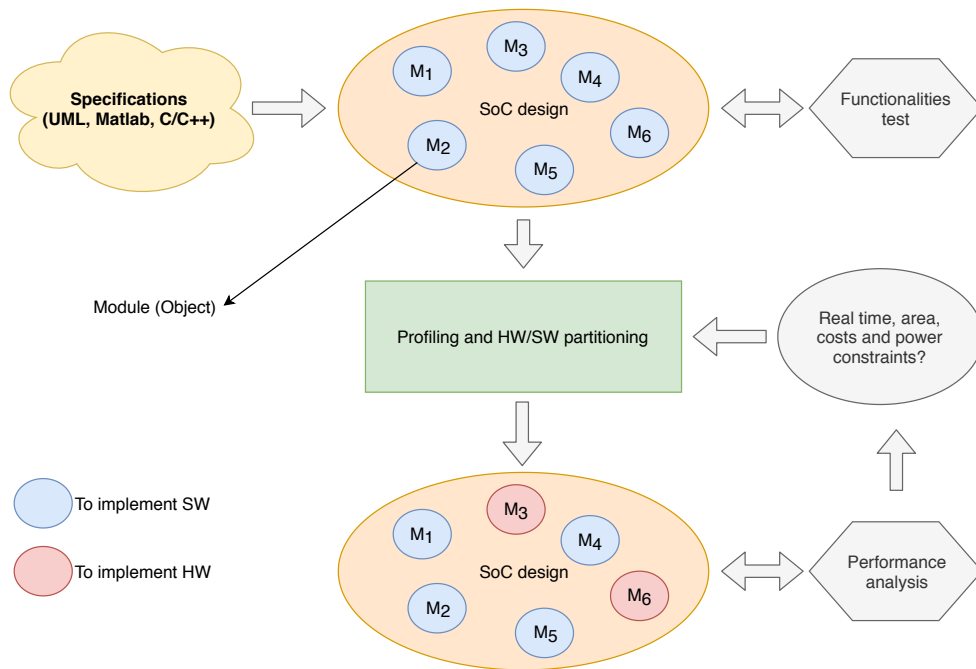 Specifications
(UML, Matlab, C/C++)
M1
M3
M4
SoC design
M2
M6
M5
Functionalities
test
Module (Object)
Profiling and HW/SW partitioning
Real time, area,
costs and power
constraints?
To implement SW
To implement HW
M1
M3
M4
SoC design
M2
M6
M5
Performance
analysis